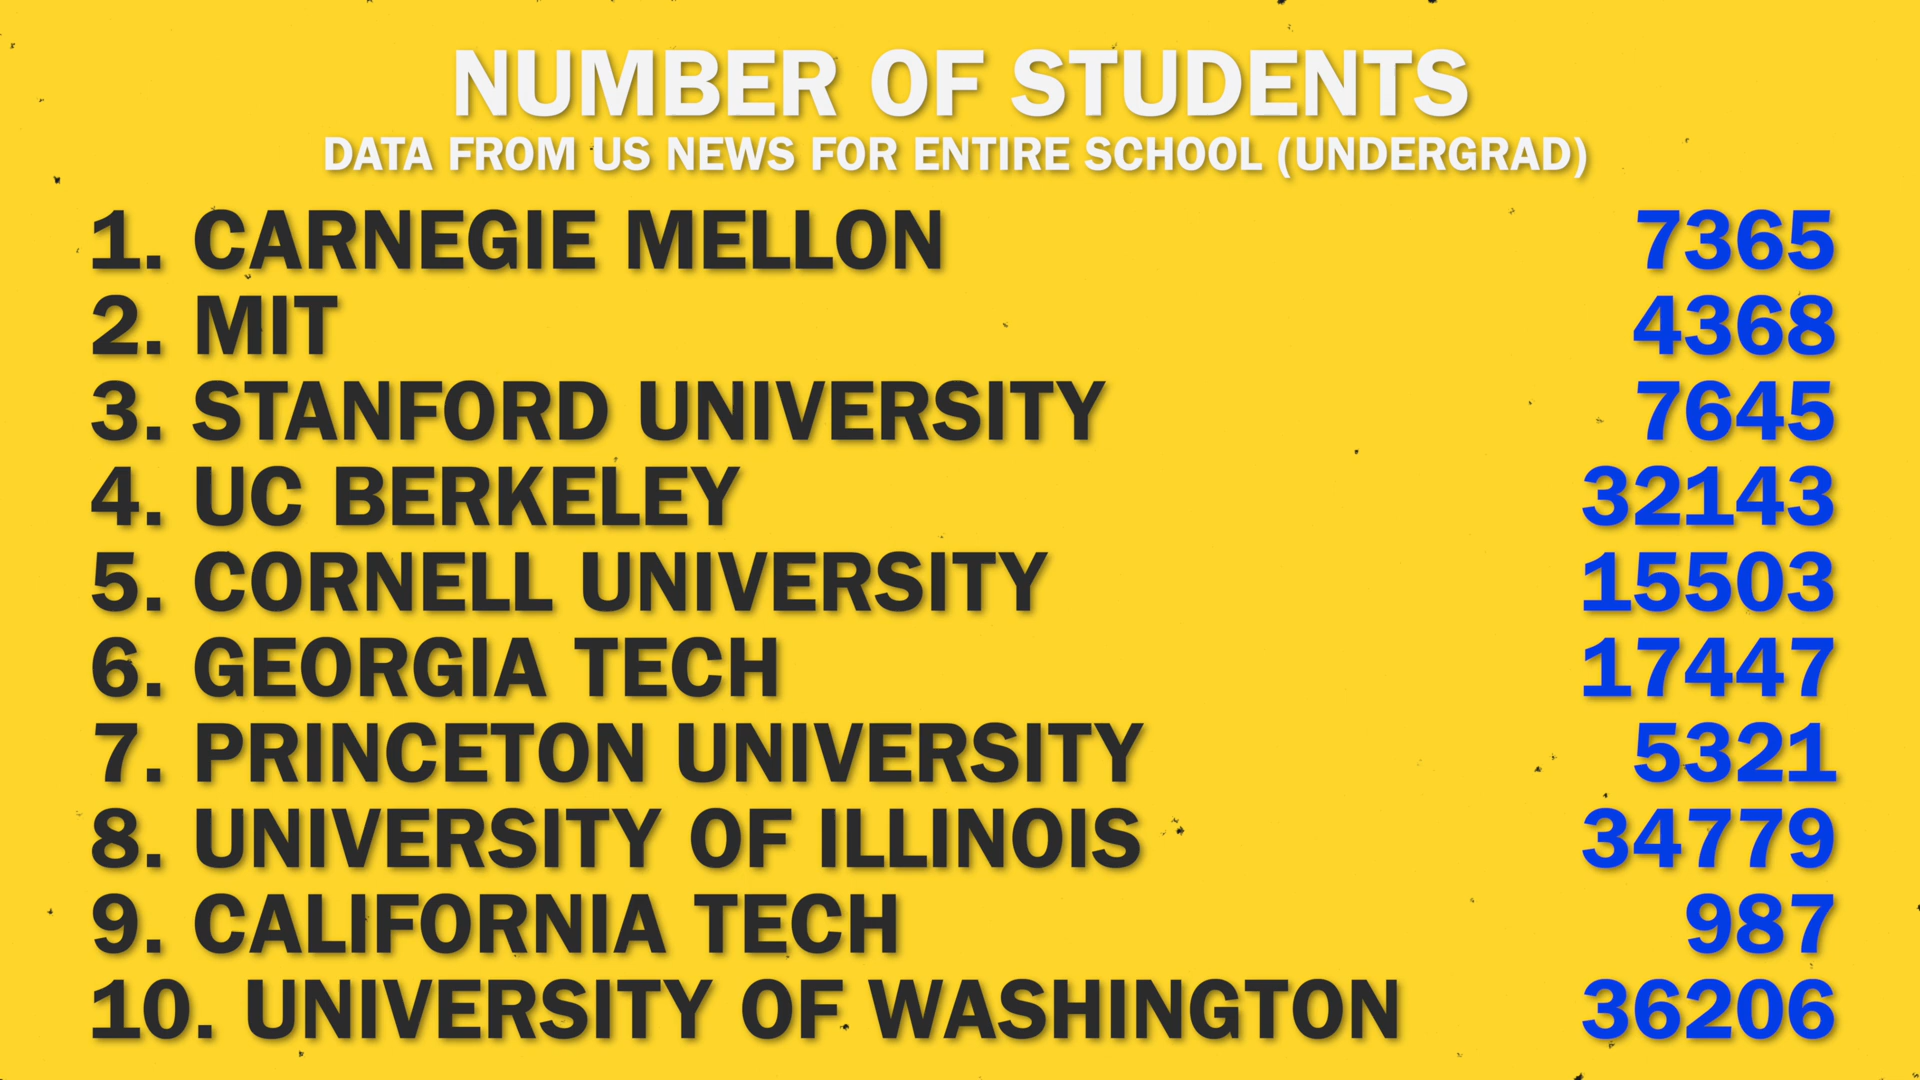 NUMBER OF STUDENTS
DATA FROM US NEWS FOR ENTIRE SCHOOL (UNDERGRAD)
1. CARNEGIE MELLON 7365
2. MIT 4368
3. STANFORD UNIVERSITY 7645
4. UC BERKELEY 32143
5. CORNELL UNIVERSITY 15503
6. GEORGIA TECH 17447
7. PRINCETON UNIVERSITY 5321
8. UNIVERSITY OF ILLINOIS 34779
9. CALIFORNIA TECH 987
10. UNIVERSITY OF WASHINGTON 36206